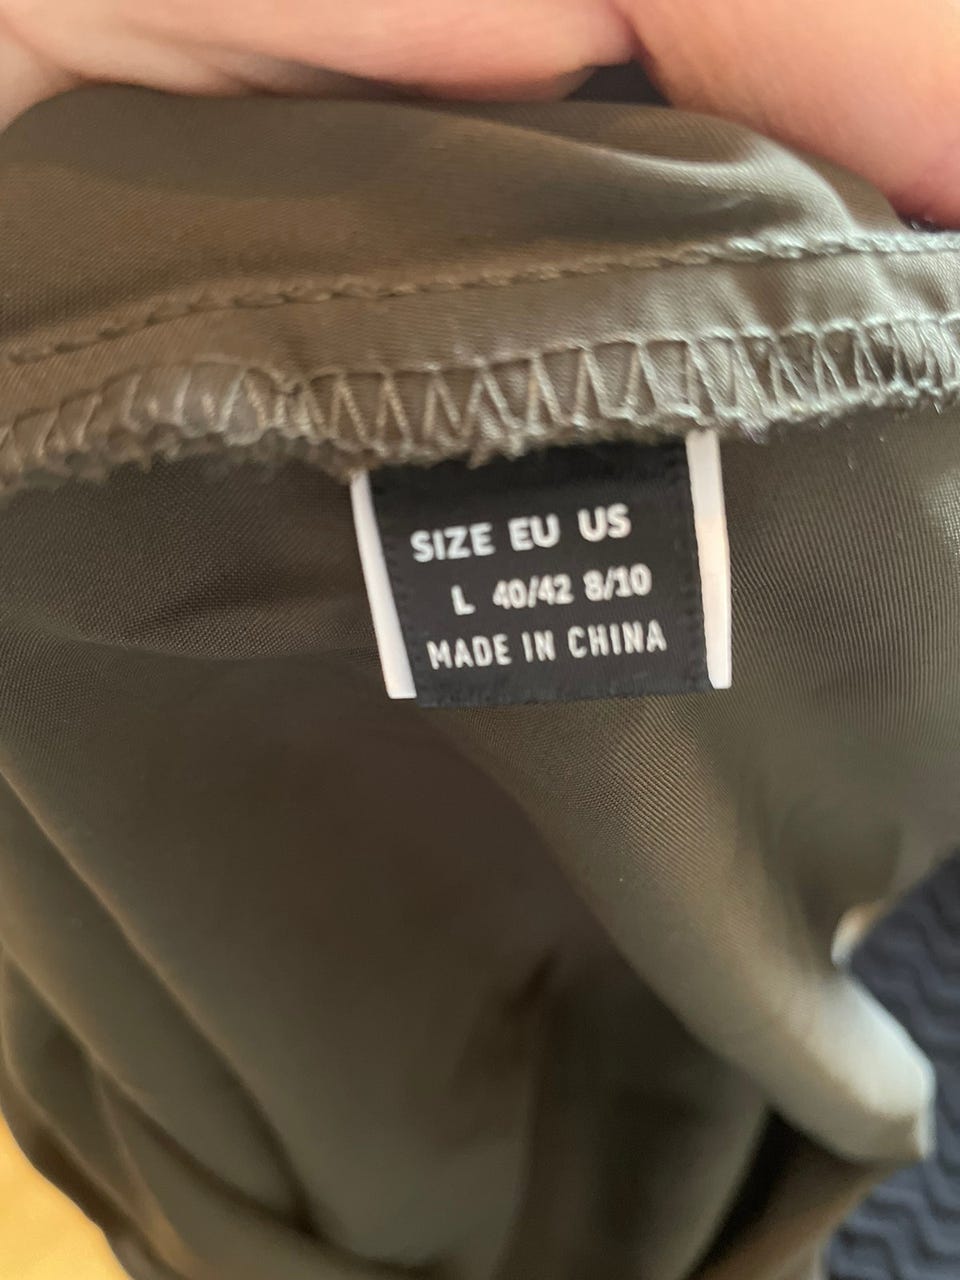 SIZE EU US
L 40/42 8/10
MADE IN CHINA